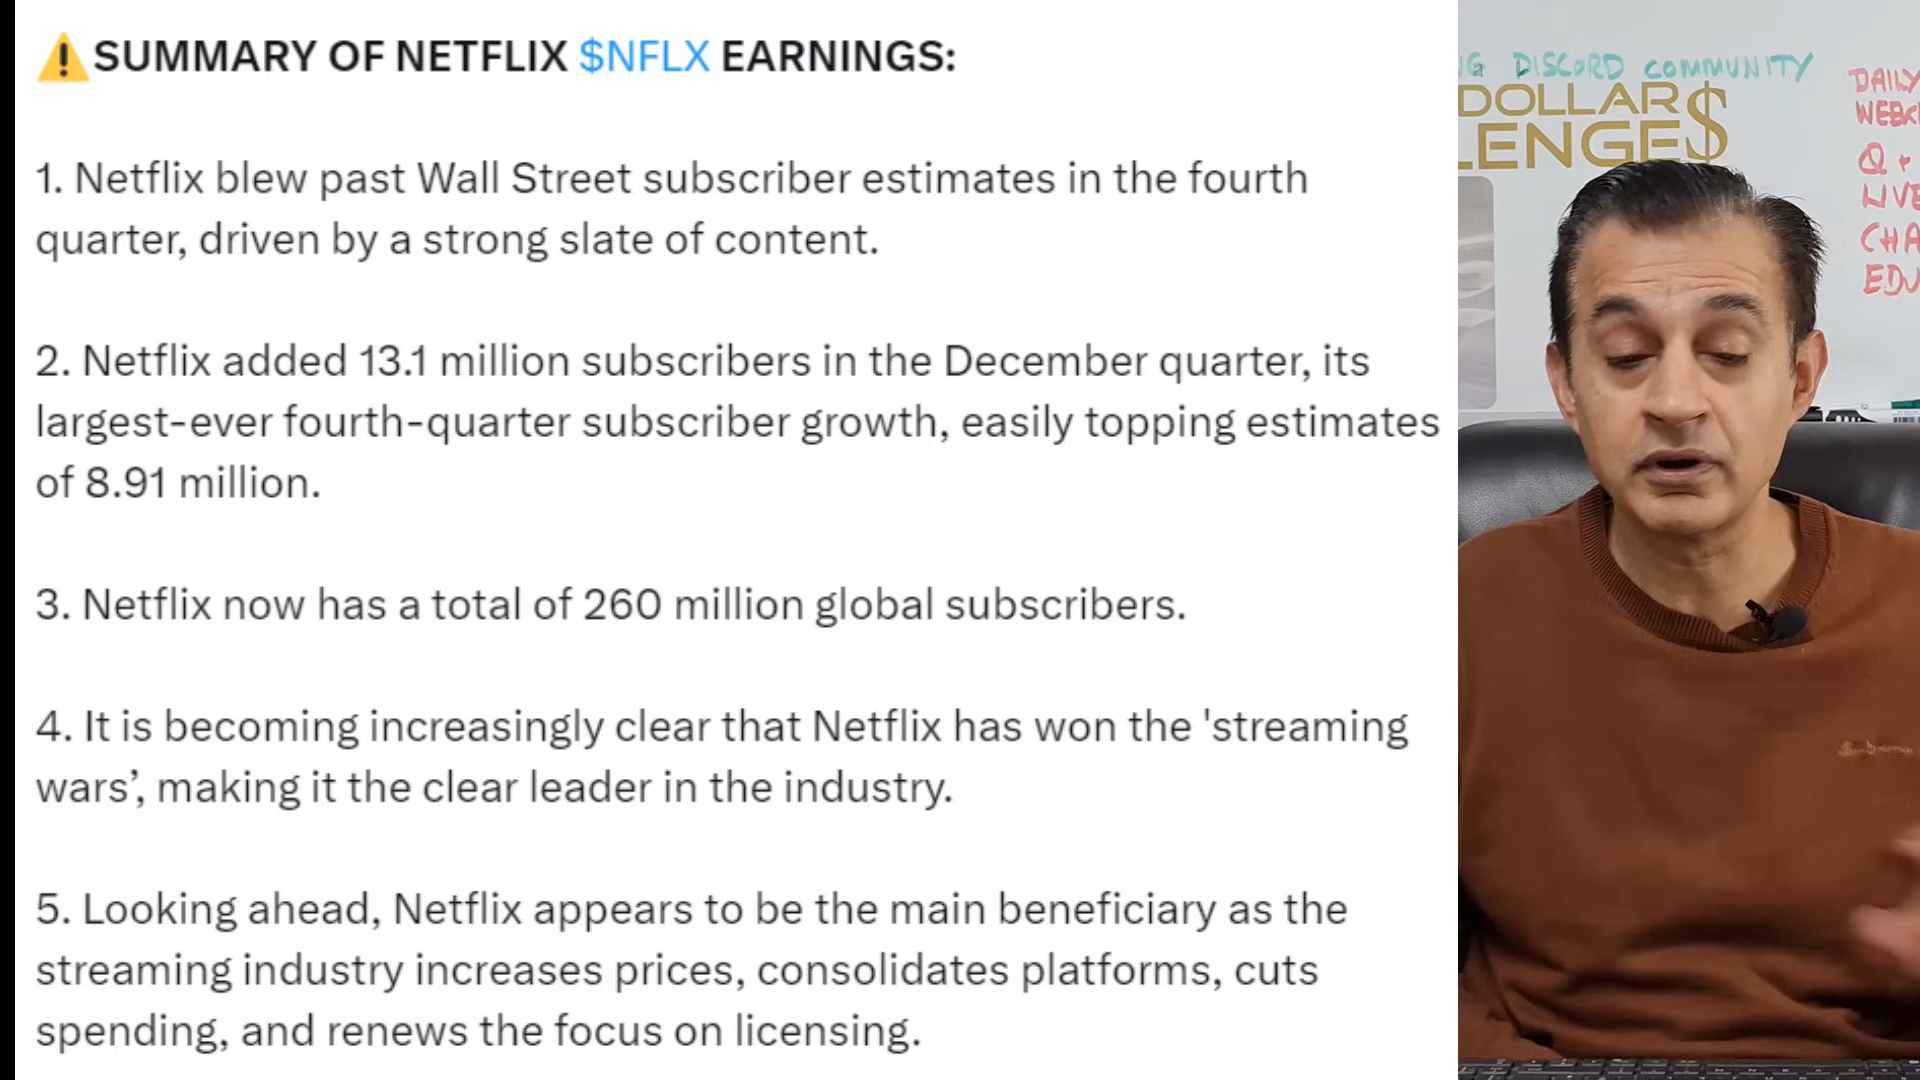 ⚠️SUMMARY OF NETFLIX $NFLX EARNINGS:
1. Netflix blew past Wall Street subscriber estimates in the fourth
quarter, driven by a strong slate of content.
2. Netflix added 13.1 million subscribers in the December quarter, its
largest-ever fourth-quarter subscriber growth, easily topping estimates
of 8.91 million.
3. Netflix now has a total of 260 million global subscribers.
4. It is becoming increasingly clear that Netflix has won the 'streaming
wars’, making it the clear leader in the industry.
5. Looking ahead, Netflix appears to be the main beneficiary as the
streaming industry increases prices, consolidates platforms, cuts
spending, and renews the focus on licensing.
DISCORD COMMUNITY
DOLLAR
LENGE$
DAILY
WEEK
Q +
LIVE
CHA
EDU